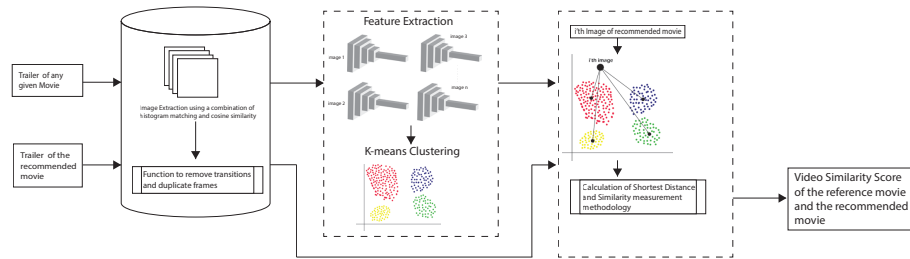 Trailer of any
given Movie
Trailer of the
recommended
movie
Image Extraction using a combination of
histogram matching and cosine similarity
Function to remove transitions
and duplicate frames
Feature Extraction
image 1
image 3
image 2
image n
K-means Clustering
i'th Image of recommended movie
i'th image
Calculation of Shortest Distance
and Similarity measurement
methodology
Video Similarity Score
of the reference movie
and the recommended
movie